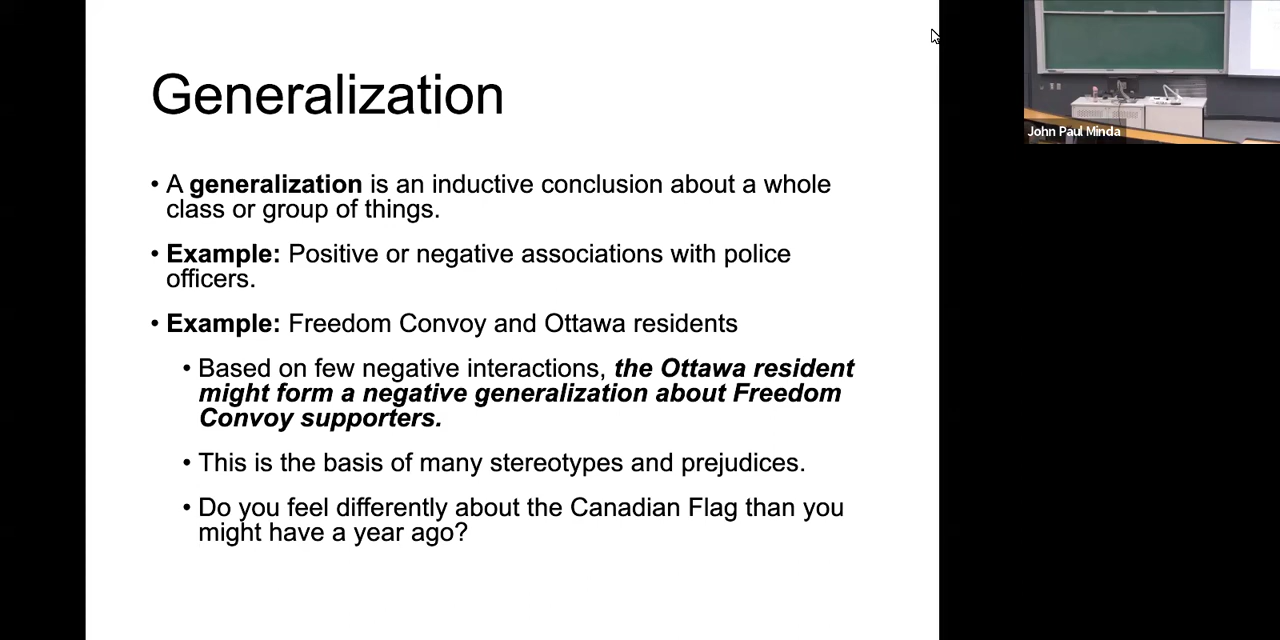 Generalization
• A generalization is an inductive conclusion about a whole
class or group of things.
• Example: Positive or negative associations with police
officers.
• Example: Freedom Convoy and Ottawa residents
• Based on few negative interactions, the Ottawa resident
might form a negative generalization about Freedom
Convoy supporters.
• This is the basis of many stereotypes and prejudices.
• Do you feel differently about the Canadian Flag than you
might have a year ago?
John Paul Minda